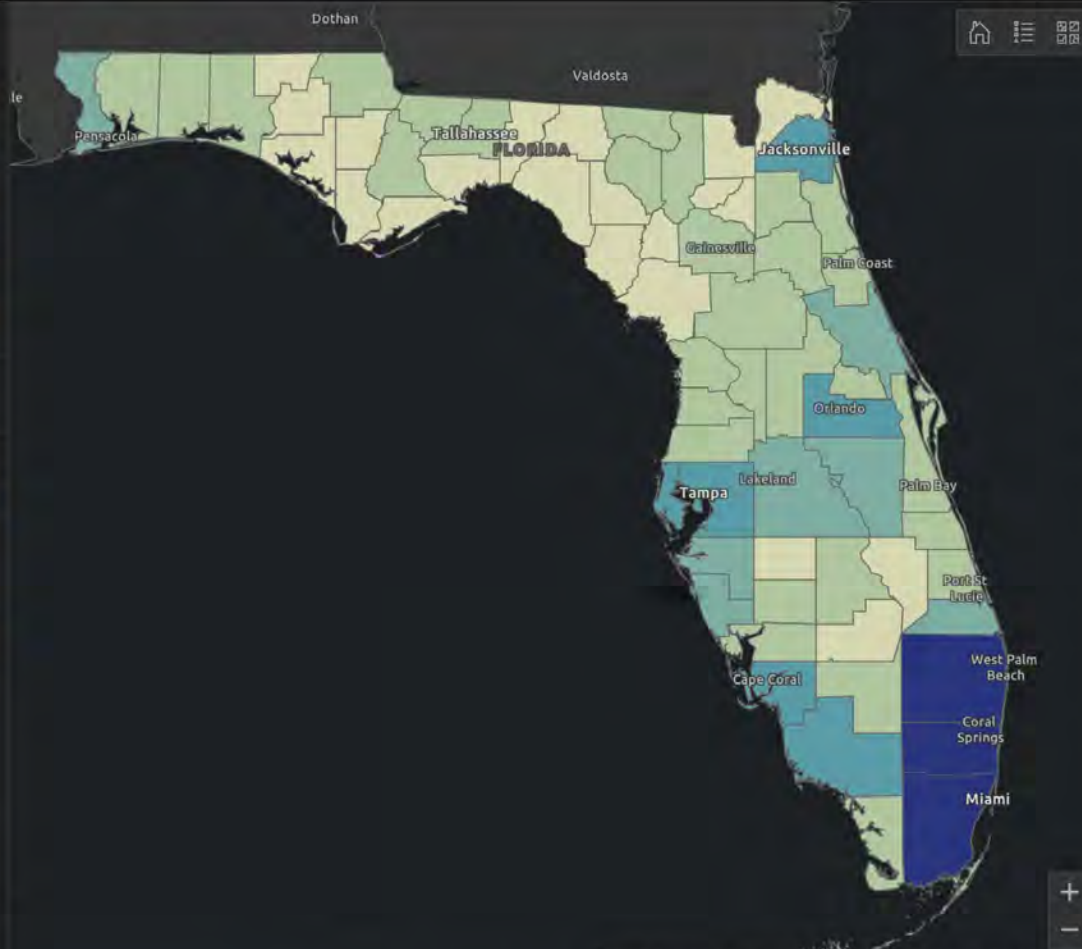 Dothan
Valdosta
le
Pensacola
Tallahassee
FLORIDA
Jacksonville
Gainesville
Palm Coast
Orlando
Lakeland
Tampa
Palm Bay
Port St
Lucie
West Palm
Beach
Cape Coral
Coral
Springs
Miami
+
−